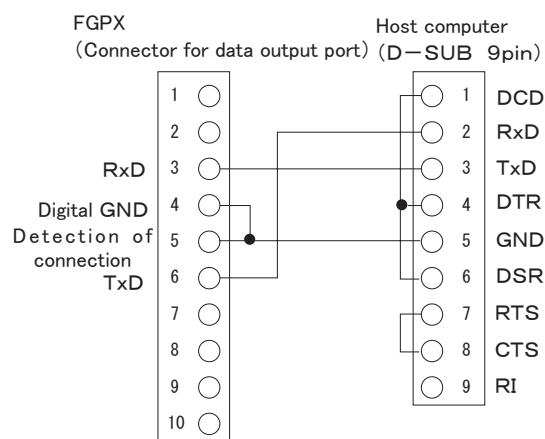 FGPX
(Connector for data output port)
Host computer
(D-SUB 9pin)
1
2
RxD 3
Digital GND 4
Detection of connection 5
TxD 6
7
8
9
10
1 DCD
2 RxD
3 TxD
4 DTR
5 GND
6 DSR
7 RTS
8 CTS
9 RI